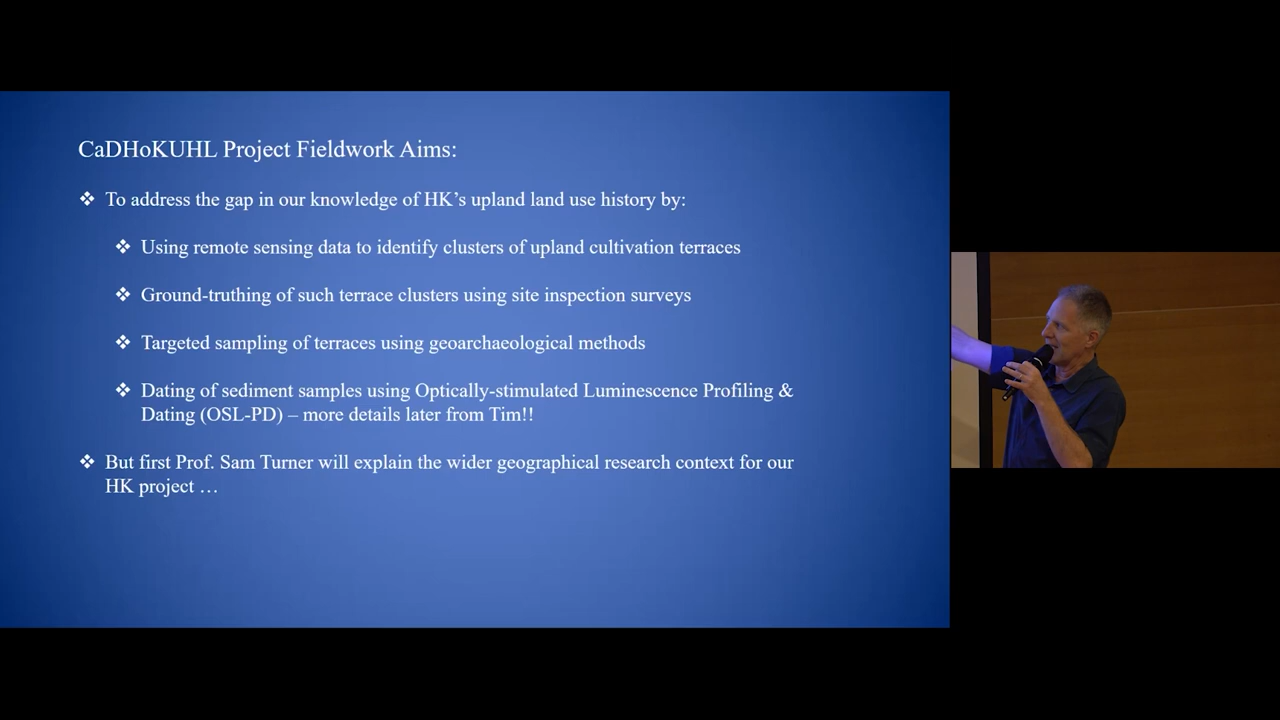 CaDHoKUHL Project Fieldwork Aims:
❖ To address the gap in our knowledge of HK’s upland land use history by:
❖ Using remote sensing data to identify clusters of upland cultivation terraces
❖ Ground-truthing of such terrace clusters using site inspection surveys
❖ Targeted sampling of terraces using geoarchaeological methods
❖ Dating of sediment samples using Optically-stimulated Luminescence Profiling &
Dating (OSL-PD) – more details later from Tim!!
❖ But first Prof. Sam Turner will explain the wider geographical research context for our
HK project …